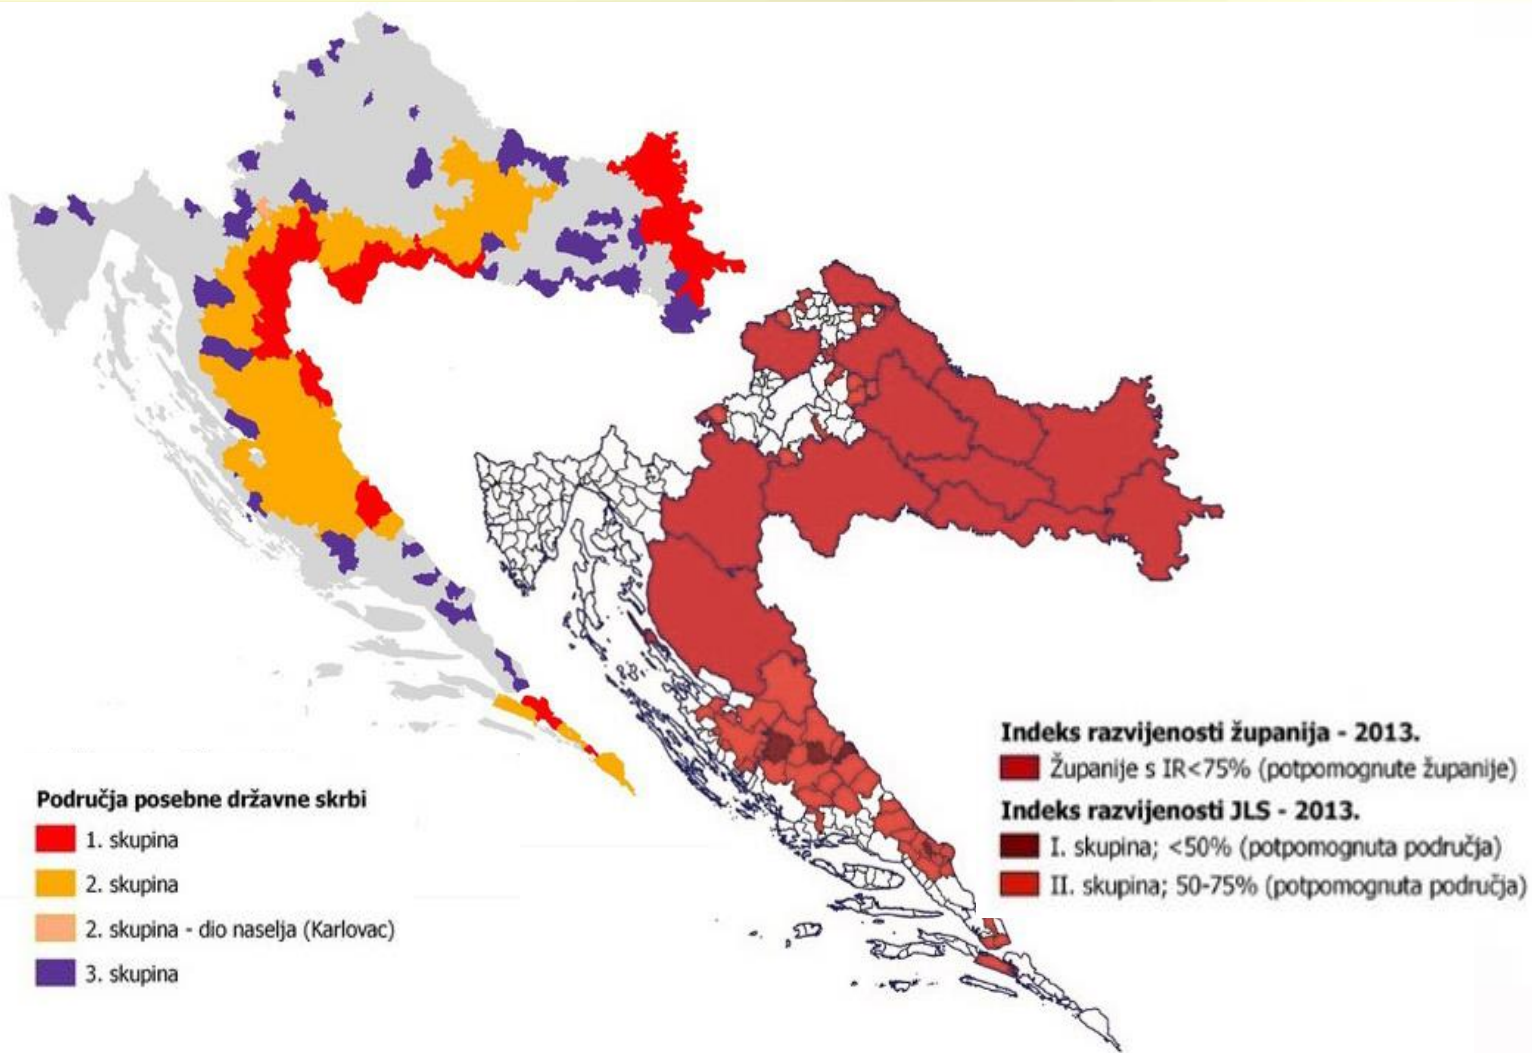 Područja posebne državne skrbi
1. skupina
2. skupina
2. skupina - dio naselja (Karlovac)
3. skupina
Indeks razvijenosti županija - 2013.
Županije s IR<75% (potpomognute županije)
Indeks razvijenosti JLS - 2013.
I. skupina; <50% (potpomognuta područja)
II. skupina; 50-75% (potpomognuta područja)